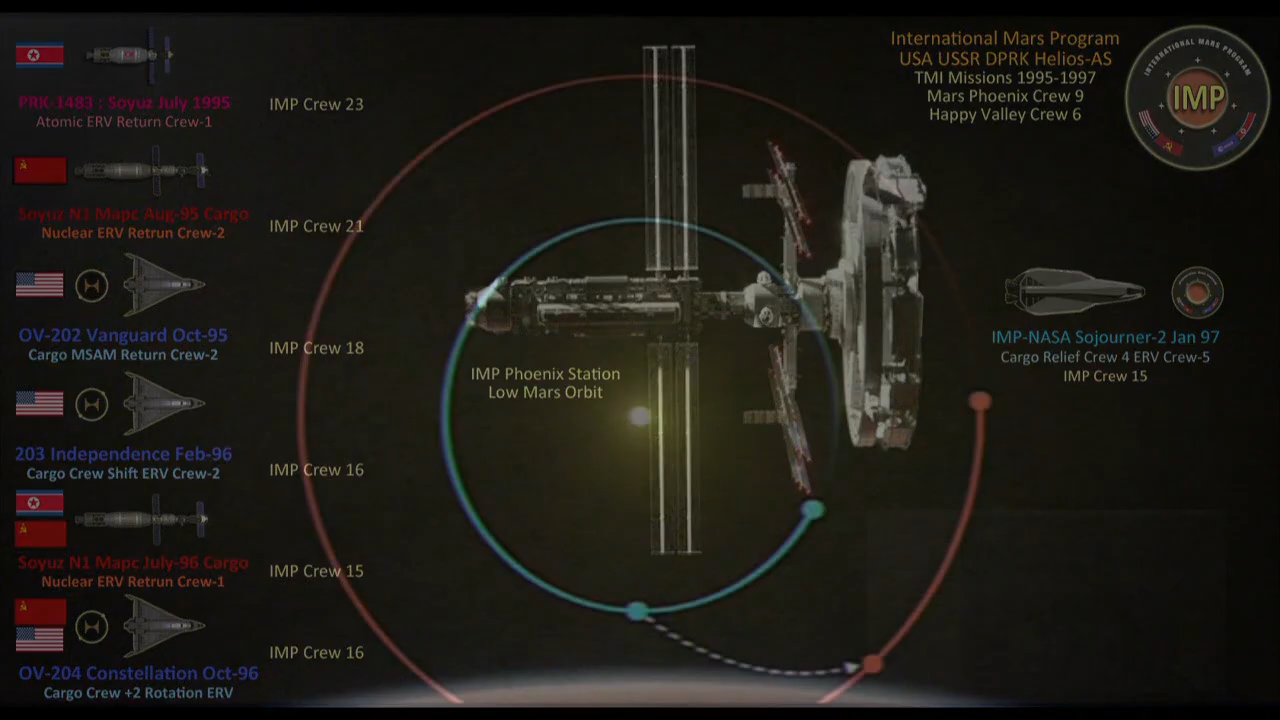 PRK-1483 : Soyuz July 1995
Atomic ERV Return Crew-1
IMP Crew 23
Soyuz N1 Mapc Aug-95 Cargo
Nuclear ERV Retrun Crew-2
IMP Crew 21
OV-202 Vanguard Oct-95
Cargo MSAM Return Crew-2
IMP Crew 18
203 Independence Feb-96
Cargo Crew Shift ERV Crew-2
IMP Crew 16
Soyuz N1 Mapc July-96 Cargo
Nuclear ERV Retrun Crew-1
IMP Crew 15
OV-204 Constellation Oct-96
Cargo Crew +2 Rotation ERV
IMP Crew 16
IMP Phoenix Station
Low Mars Orbit
International Mars Program
USA USSR DPRK Helios-AS
TMI Missions 1995-1997
Mars Phoenix Crew 9
Happy Valley Crew 6
INTERNATIONAL MARS PROGRAM
IMP
IMP-NASA Sojourner-2 Jan 97
Cargo Relief Crew 4 ERV Crew-5
IMP Crew 15